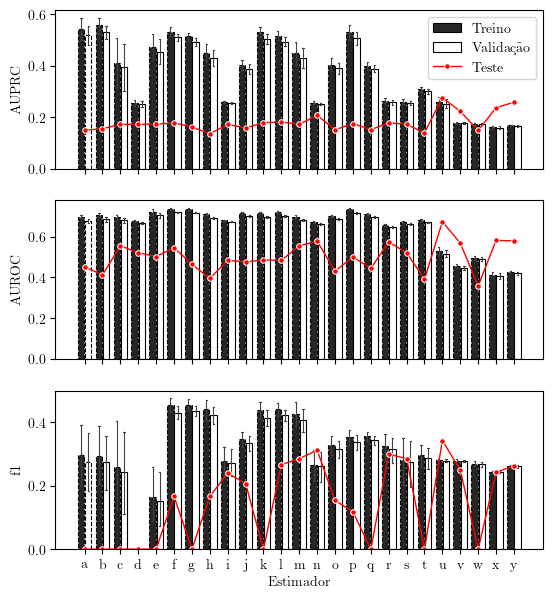 0.6
0.4
0.2
0.0
AUPRC
Treino
Validação
Teste
0.6
0.4
0.2
0.0
AUROC
0.4
0.2
0.0
f1
a b c d e f g h i j k l m n o p q r s t u v w x y
Estimador